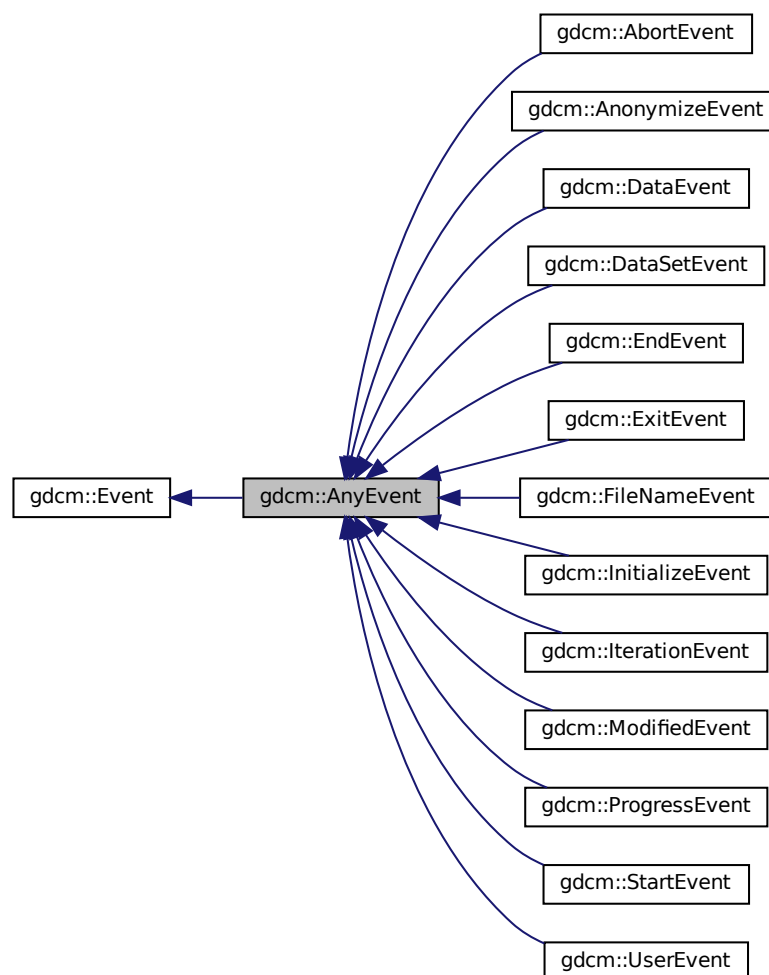 gdcm::AbortEvent
gdcm::AnonymizeEvent
gdcm::DataEvent
gdcm::DataSetEvent
gdcm::EndEvent
gdcm::ExitEvent
gdcm::Event
gdcm::AnyEvent
gdcm::FileNameEvent
gdcm::InitializeEvent
gdcm::IterationEvent
gdcm::ModifiedEvent
gdcm::ProgressEvent
gdcm::StartEvent
gdcm::UserEvent